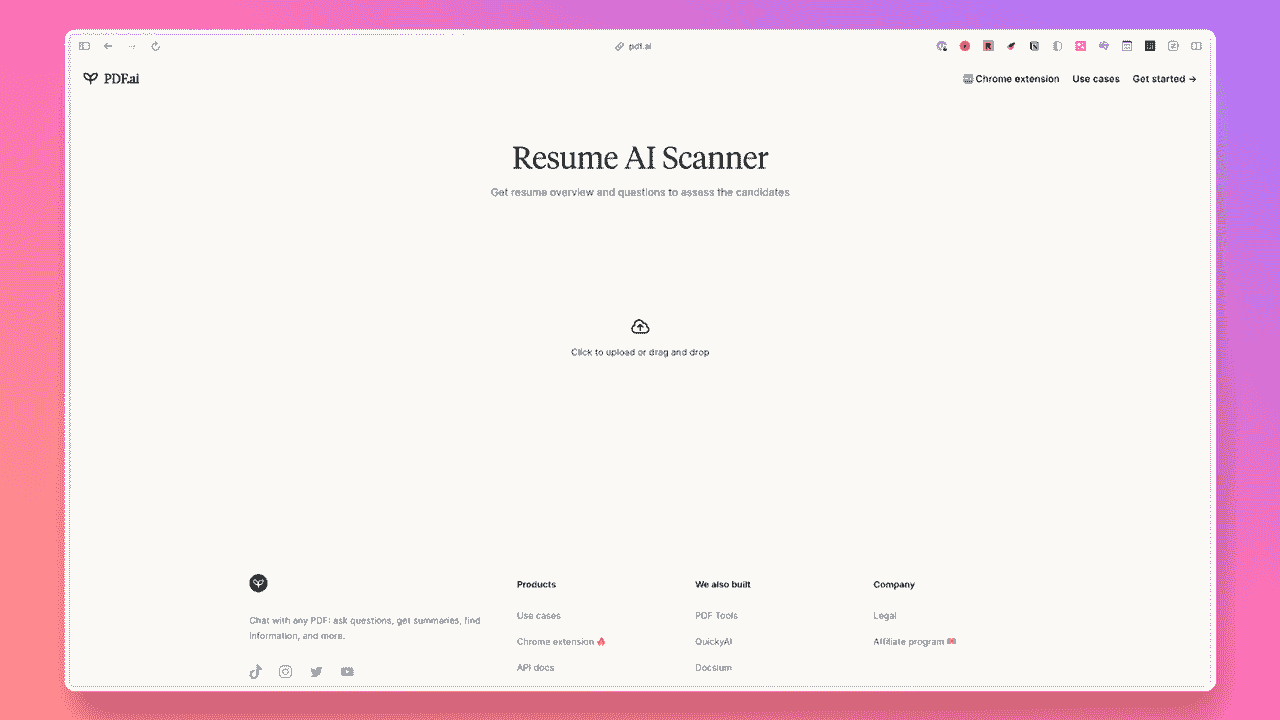 pdf.ai
PDF.ai
Chrome extension
Use cases
Get started →
Resume AI Scanner
Get resume overview and questions to assess the candidates
Click to upload or drag and drop
Chat with any PDF: ask questions, get summaries, find
information, and more.
Products
Use cases
Chrome extension 🔥
API docs
We also built
PDF Tools
QuickyAI
Docsium
Company
Legal
Affiliate program